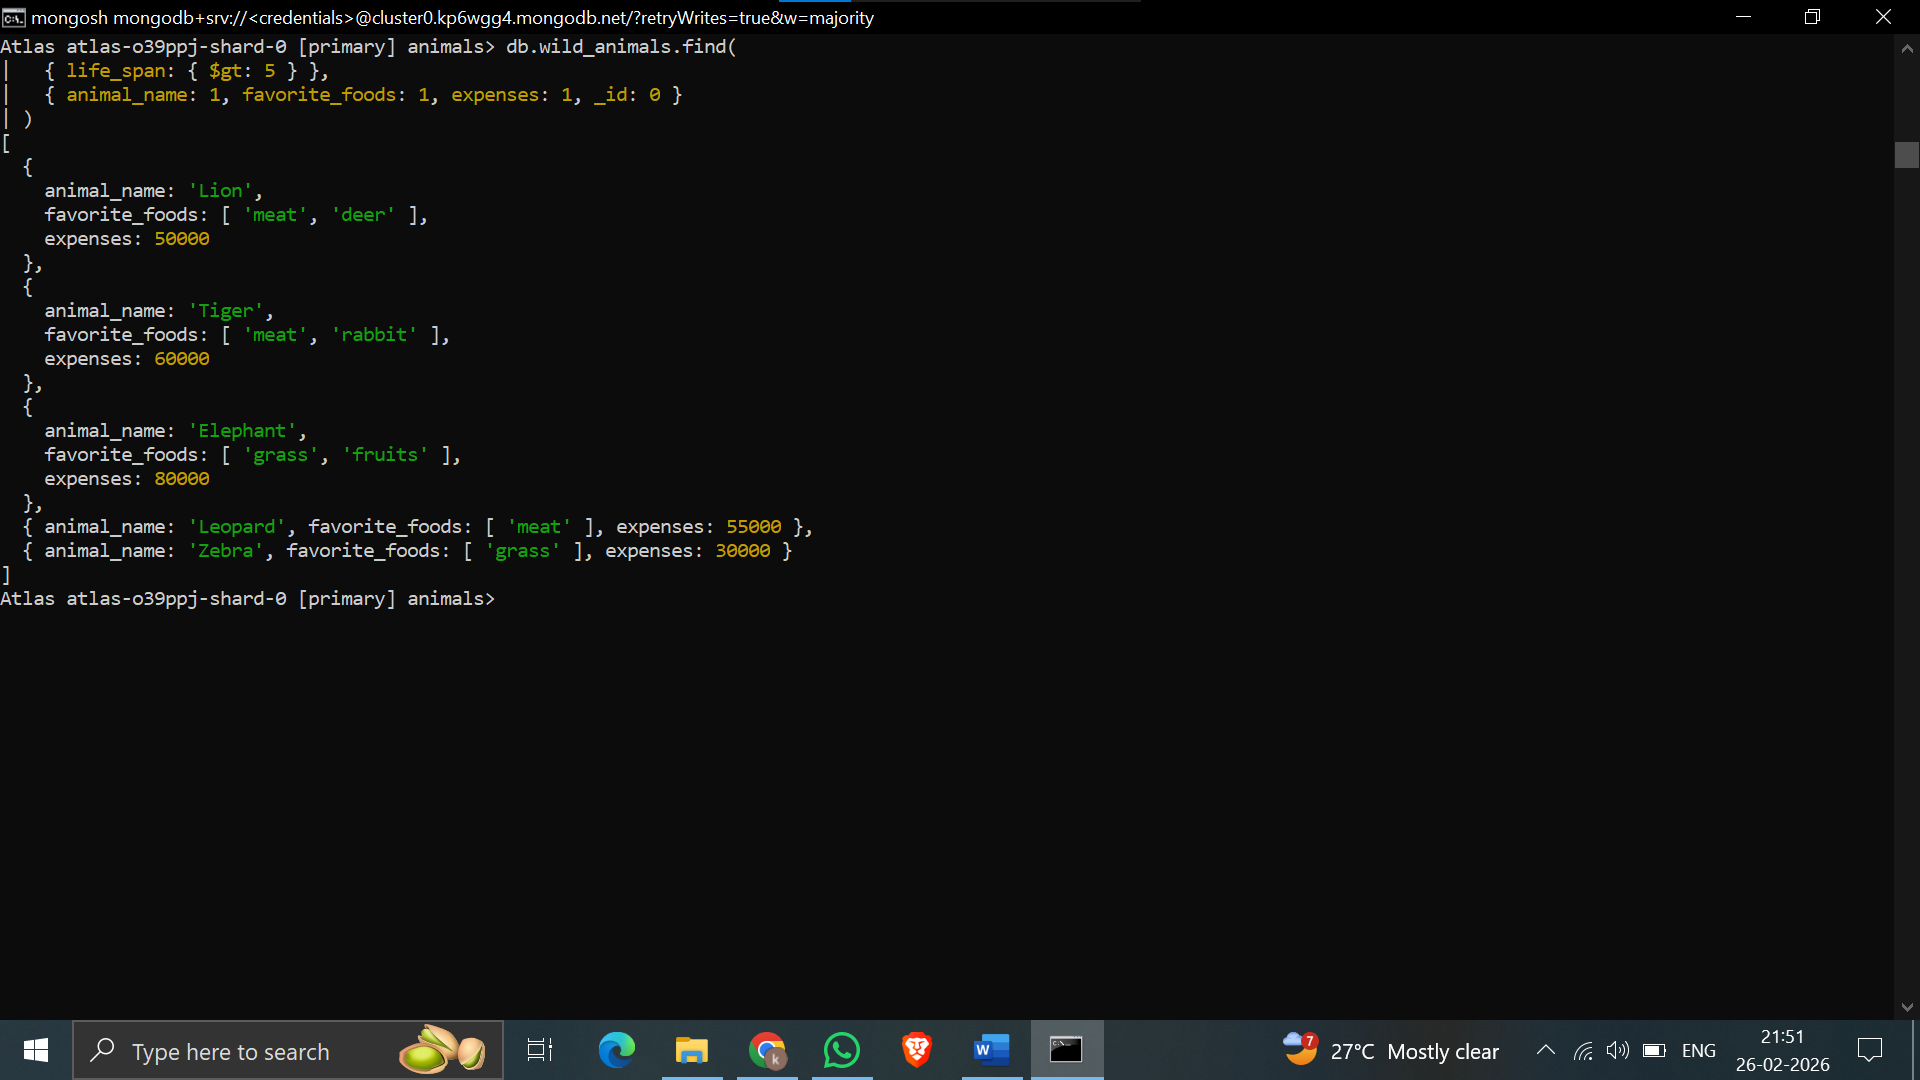 mongosh mongodb+srv://<credentials>@cluster0.kp6wgg4.mongodb.net/?retryWrites=true&w=majority
Atlas atlas-o39ppj-shard-0 [primary] animals> db.wild_animals.find(
|   { life_span: { $gt: 5 } },
|   { animal_name: 1, favorite_foods: 1, expenses: 1, _id: 0 }
| )
[
  {
    animal_name: 'Lion',
    favorite_foods: [ 'meat', 'deer' ],
    expenses: 50000
  },
  {
    animal_name: 'Tiger',
    favorite_foods: [ 'meat', 'rabbit' ],
    expenses: 60000
  },
  {
    animal_name: 'Elephant',
    favorite_foods: [ 'grass', 'fruits' ],
    expenses: 80000
  },
  { animal_name: 'Leopard', favorite_foods: [ 'meat' ], expenses: 55000 },
  { animal_name: 'Zebra', favorite_foods: [ 'grass' ], expenses: 30000 }
]
Atlas atlas-o39ppj-shard-0 [primary] animals>
Type here to search
k
W
7
27°C Mostly clear
ENG
21:51
26-02-2026